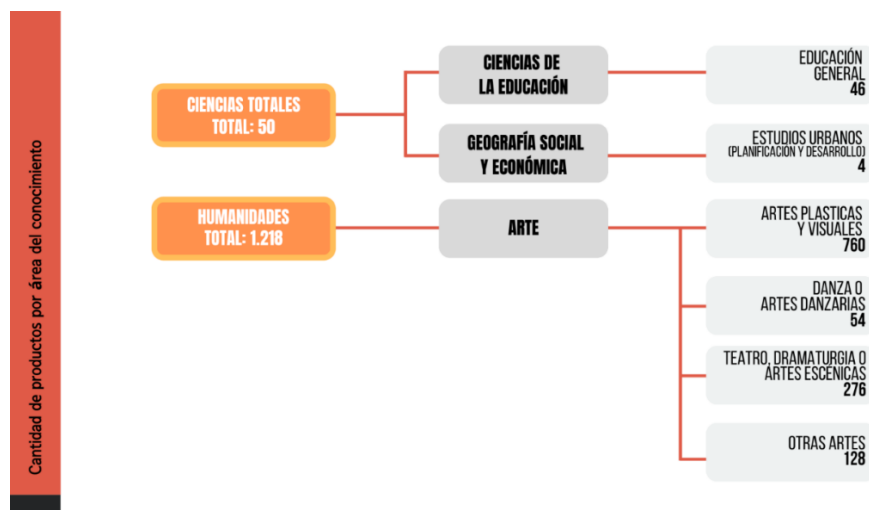 Cantidad de productos por área del conocimiento
CIENCIAS TOTALES
TOTAL: 50
CIENCIAS DE
LA EDUCACIÓN
EDUCACIÓN
GENERAL
46
GEOGRAFÍA SOCIAL
Y ECONÓMICA
ESTUDIOS URBANOS
(PLANIFICACIÓN Y DESARROLLO)
4
HUMANIDADES
TOTAL: 1.218
ARTE
ARTES PLASTICAS
Y VISUALES
760
DANZA O
ARTES DANZARIAS
54
TEATRO, DRAMATURGIA O
ARTES ESCÉNICAS
276
OTRAS ARTES
128